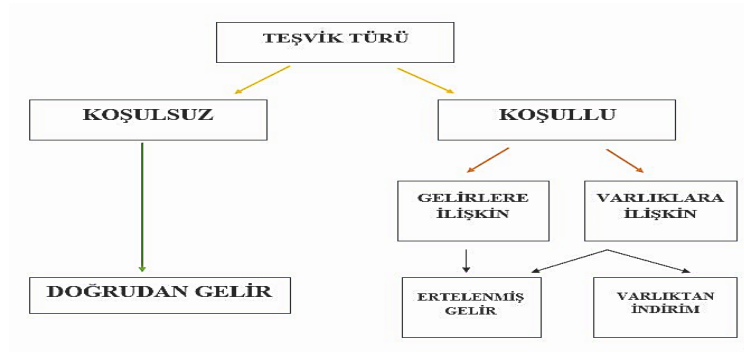 TEŞVİK TÜRÜ
KOŞULSUZ
KOŞULLU
GELİRLERE
İLİŞKİN
VARLIKLARA
İLİŞKİN
DOĞRUDAN GELİR
ERTELENMİŞ
GELİR
VARLIKTAN
İNDİRİM